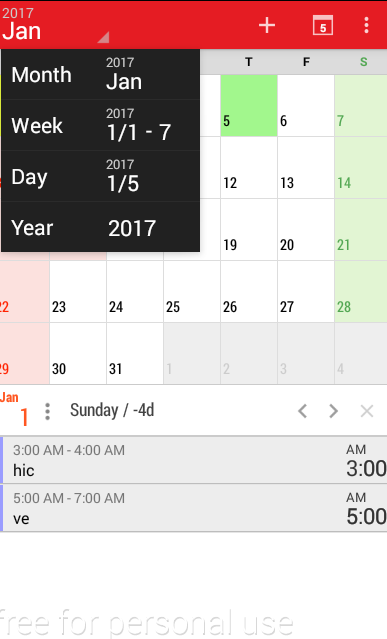 2017
Jan
5
Month 2017 Jan
Week 2017 1/1 - 7
Day 2017 1/5
Year 2017
T F S
5 6 7
12 13 14
19 20 21
22 23 24 25 26 27 28
29 30 31 1 2 3 4
Jan
1 Sunday / -4d
3:00 AM - 4:00 AM AM
hic 3:00
5:00 AM - 7:00 AM AM
ve 5:00
free for personal use